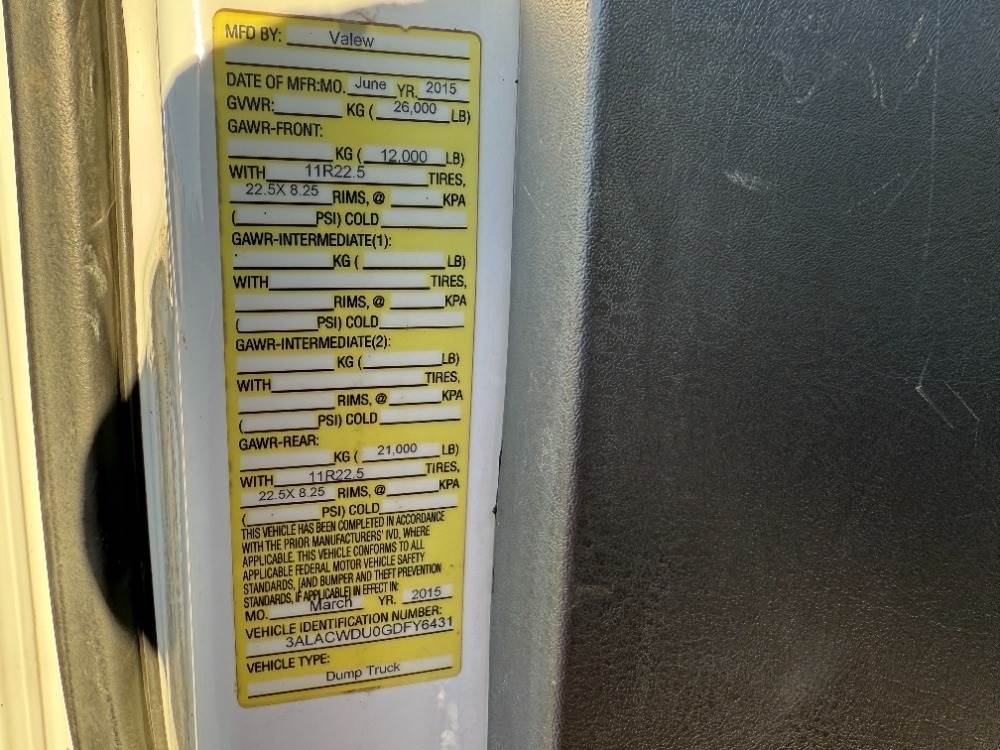 MFD BY: Valew
DATE OF MFR:MO. June YR. 2015
GVWR: KG ( 26,000 LB)
GAWR-FRONT:
KG ( 12,000 LB)
WITH 11R22.5 TIRES,
22.5X 8.25 RIMS, @ KPA
( PSI) COLD
GAWR-INTERMEDIATE(1):
KG ( LB)
WITH TIRES,
RIMS, @ KPA
( PSI) COLD
GAWR-INTERMEDIATE(2):
KG ( LB)
WITH TIRES,
RIMS, @ KPA
( PSI) COLD
GAWR-REAR:
KG ( 21,000 LB)
WITH 11R22.5 TIRES,
22.5X 8.25 RIMS, @ KPA
( PSI) COLD
THIS VEHICLE HAS BEEN COMPLETED IN ACCORDANCE
WITH THE PRIOR MANUFACTURERS' IVD, WHERE
APPLICABLE. THIS VEHICLE CONFORMS TO ALL
APPLICABLE FEDERAL MOTOR VEHICLE SAFETY
STANDARDS, [AND BUMPER AND THEFT PREVENTION
STANDARDS, IF APPLICABLE] IN EFFECT IN:
MO. March YR. 2015
VEHICLE IDENTIFICATION NUMBER:
3ALACWDU0GDFY6431
VEHICLE TYPE:
Dump Truck